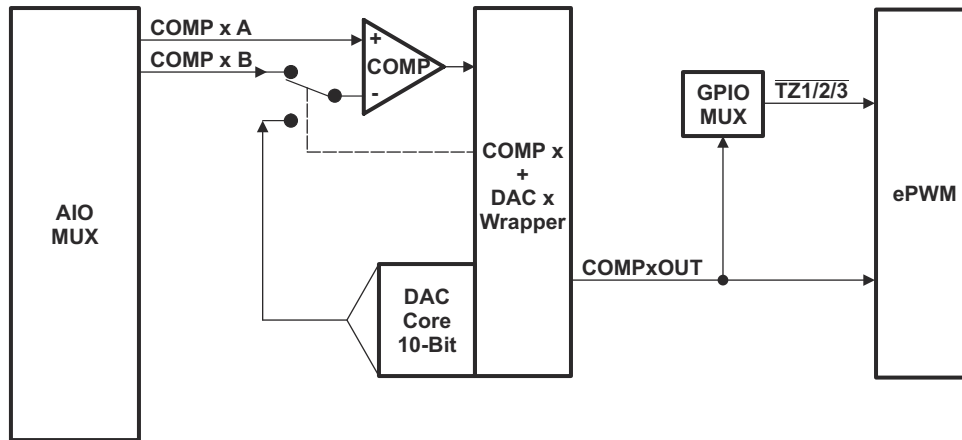 COMP x A
COMP x B
+
COMP
-
TZ1/2/3
GPIO
MUX
COMP x
+
DAC x
Wrapper
AIO
MUX
ePWM
COMPxOUT
DAC
Core
10-Bit